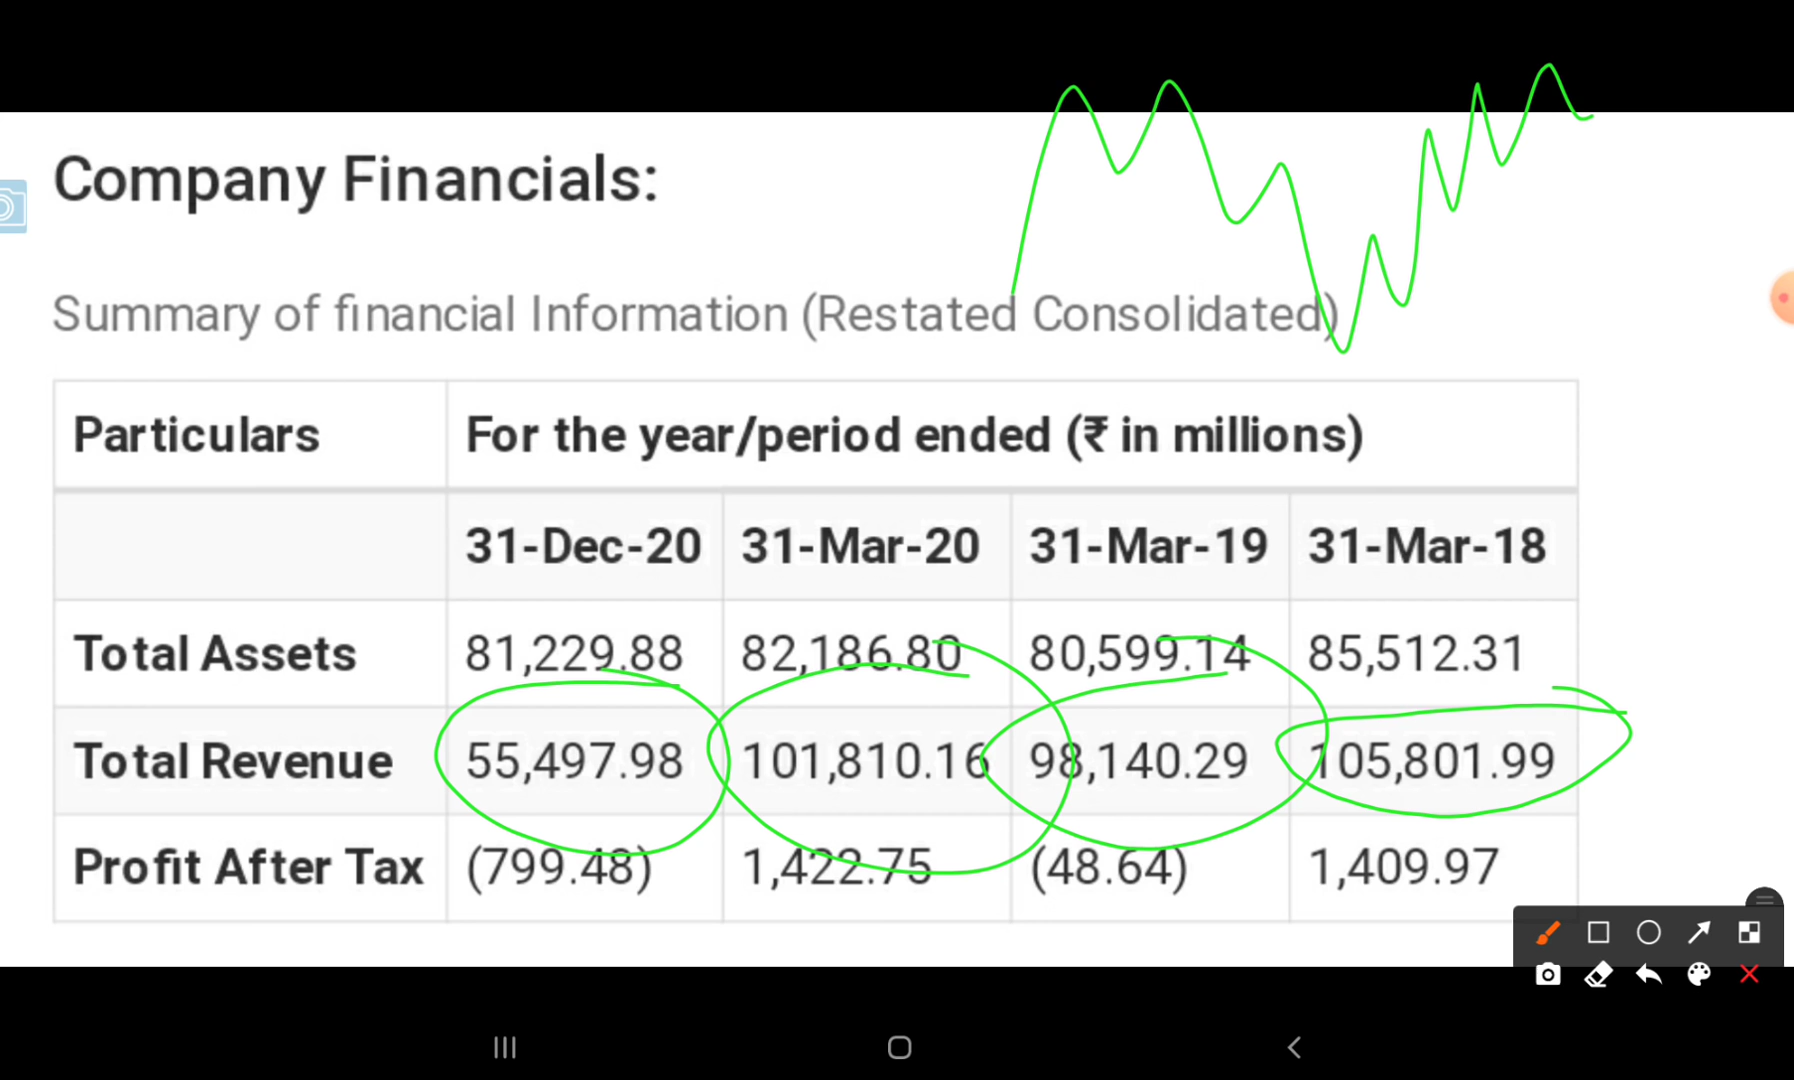 Company Financials:
Summary of financial Information (Restated Consolidated)
Particulars For the year/period ended (₹ in millions)
31-Dec-20 31-Mar-20 31-Mar-19 31-Mar-18
Total Assets 81,229.88 82,186.80 80,599.14 85,512.31
Total Revenue 55,497.98 101,810.16 98,140.29 105,801.99
Profit After Tax (799.48) 1,422.75 (48.64) 1,409.97